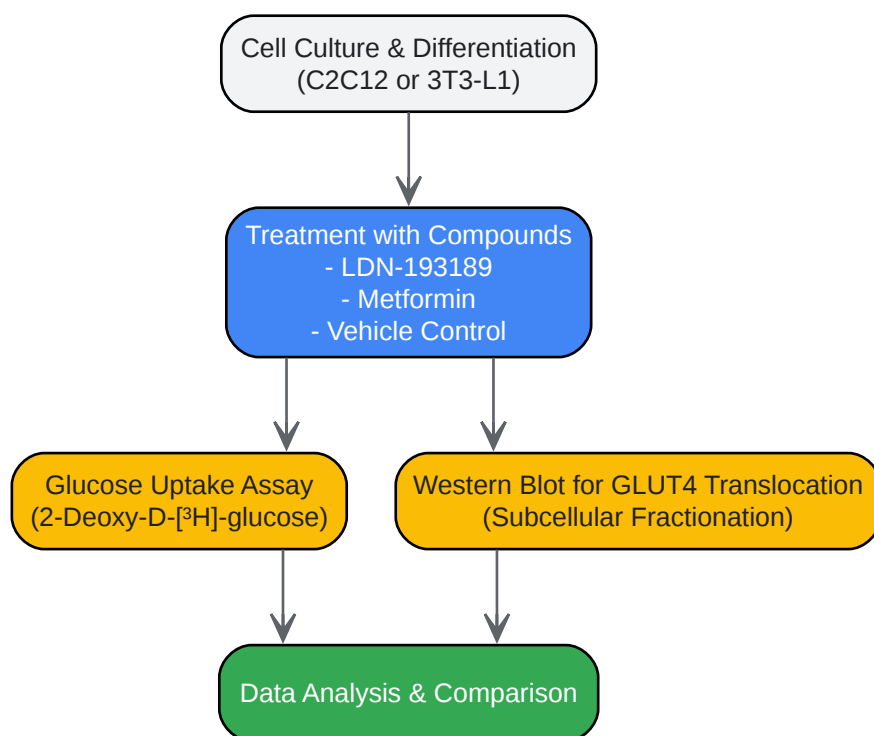 Cell Culture & Differentiation
(C2C12 or 3T3-L1)
Treatment with Compounds
- LDN-193189
- Metformin
- Vehicle Control
Glucose Uptake Assay
(2-Deoxy-D-[³H]-glucose)
Western Blot for GLUT4 Translocation
(Subcellular Fractionation)
Data Analysis & Comparison